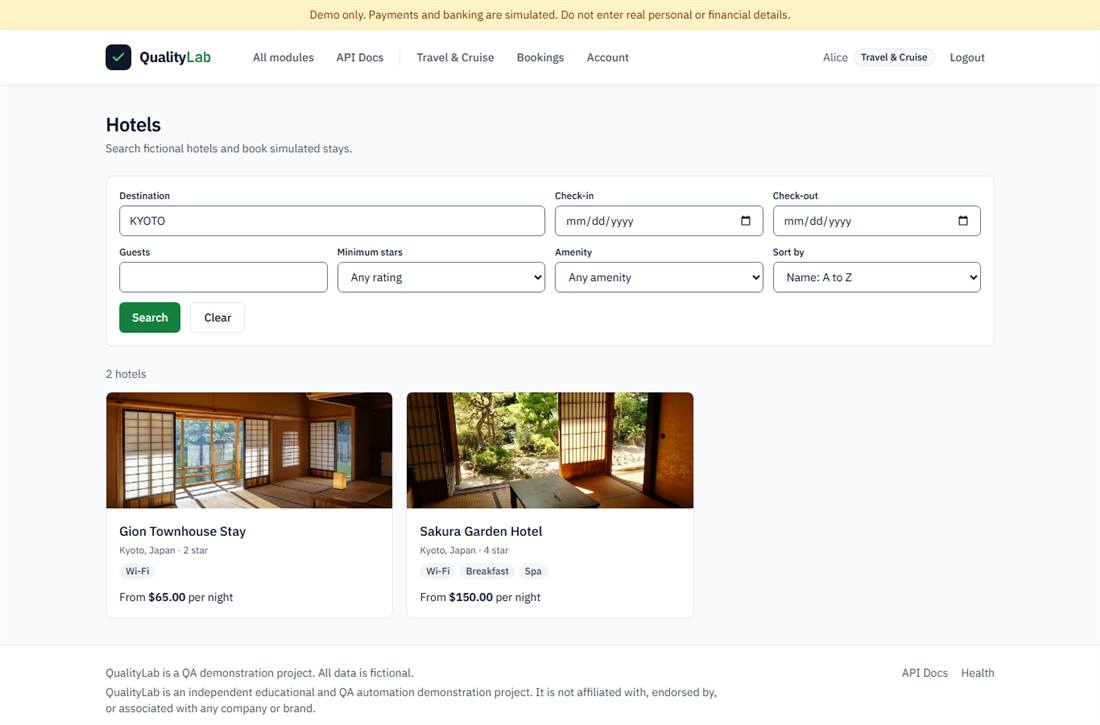 Demo only. Payments and banking are simulated. Do not enter real personal or financial details.
QualityLab
All modules
API Docs
Travel & Cruise
Bookings
Account
Alice
Travel & Cruise
Logout
Hotels
Search fictional hotels and book simulated stays.
Destination
Check-in
Check-out
KYOTO
mm/dd/yyyy
mm/dd/yyyy
Guests
Minimum stars
Amenity
Sort by
Any rating
Any amenity
Name: A to Z
Search
Clear
2 hotels
Gion Townhouse Stay
Kyoto, Japan · 2 star
Wi-Fi
From $65.00 per night
Sakura Garden Hotel
Kyoto, Japan · 4 star
Wi-Fi
Breakfast
Spa
From $150.00 per night
QualityLab is a QA demonstration project. All data is fictional.
API Docs
Health
QualityLab is an independent educational and QA automation demonstration project. It is not affiliated with, endorsed by,
or associated with any company or brand.